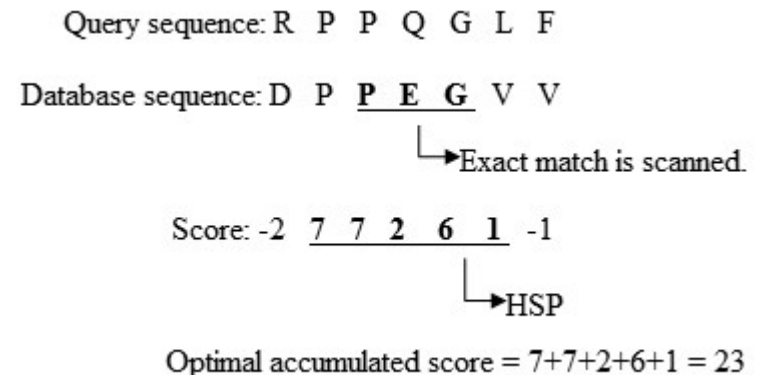 Query sequence: R P P Q G L F
Database sequence: D P P E G V V
Exact match is scanned.
Score: -2 7 7 2 6 1 -1
HSP
Optimal accumulated score = 7+7+2+6+1 = 23